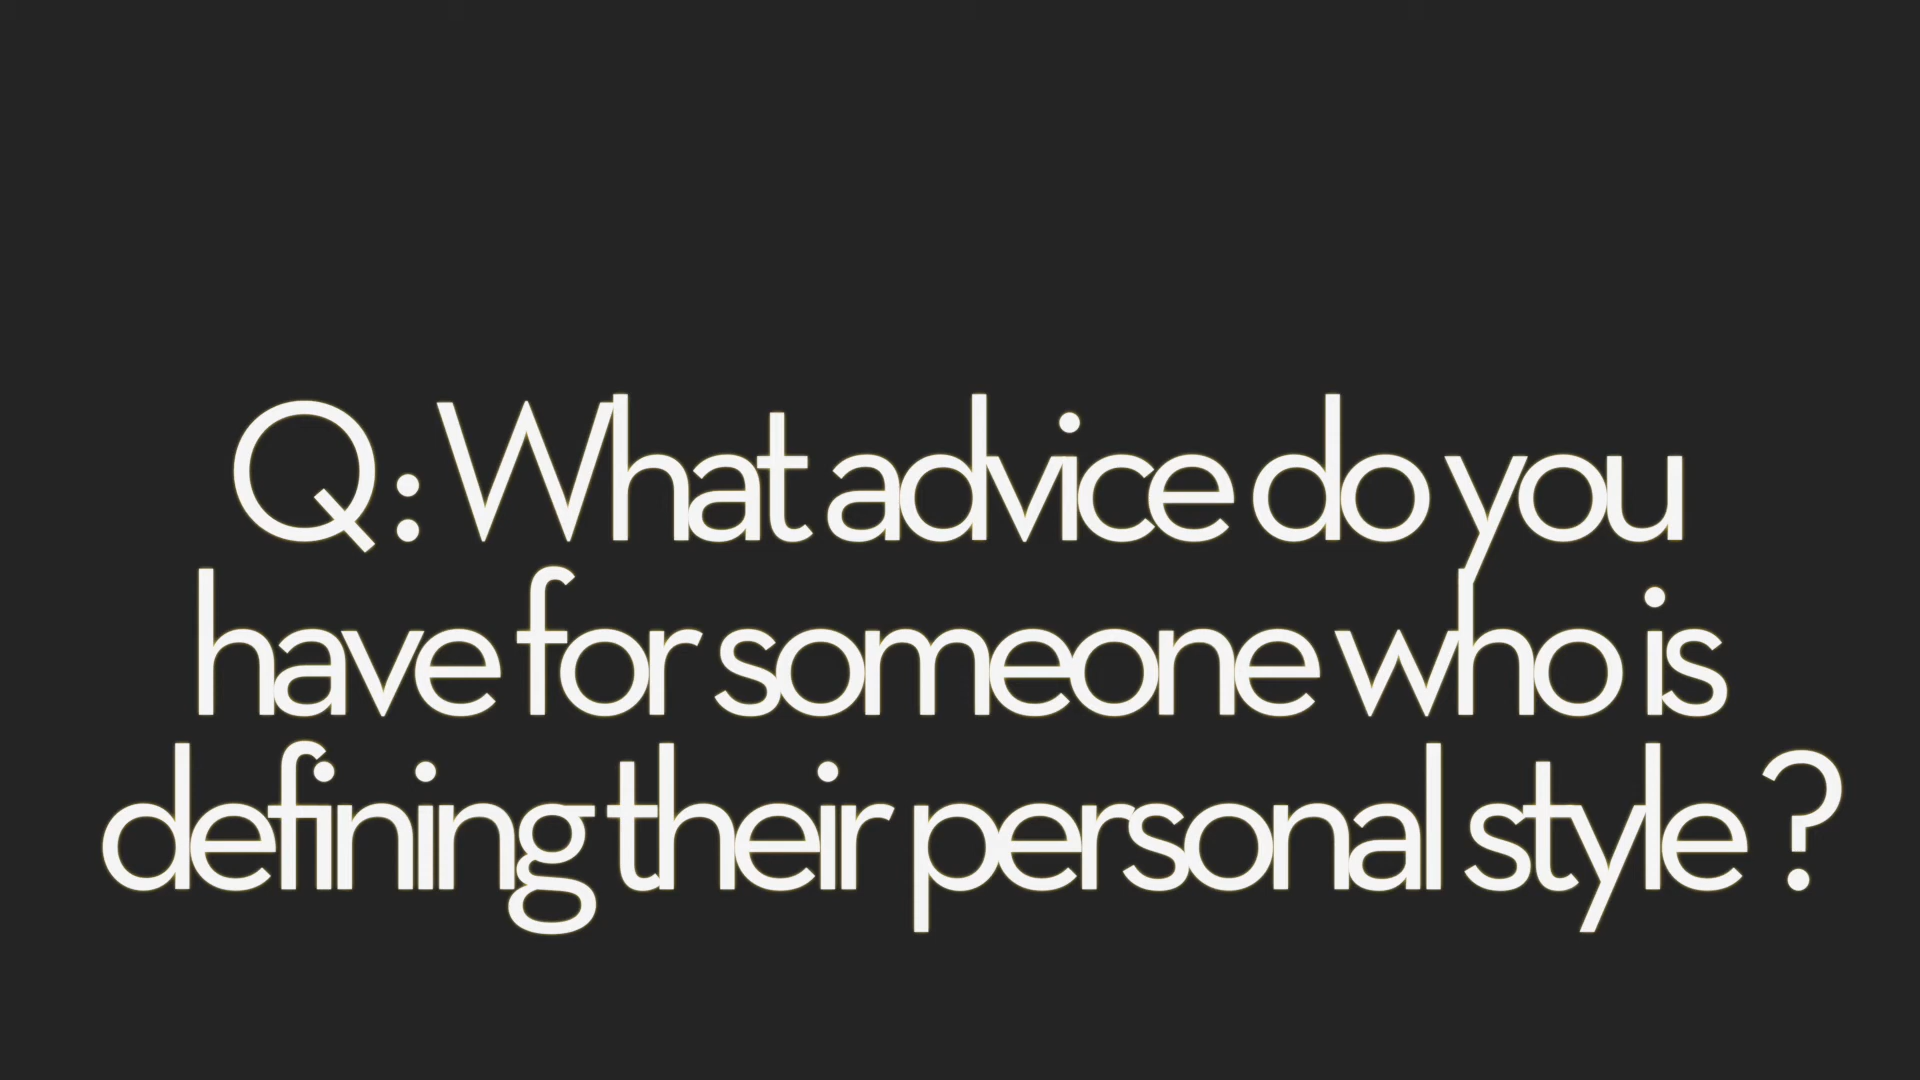 Q: What advice do you
have for someone who is
defining their personal style ?